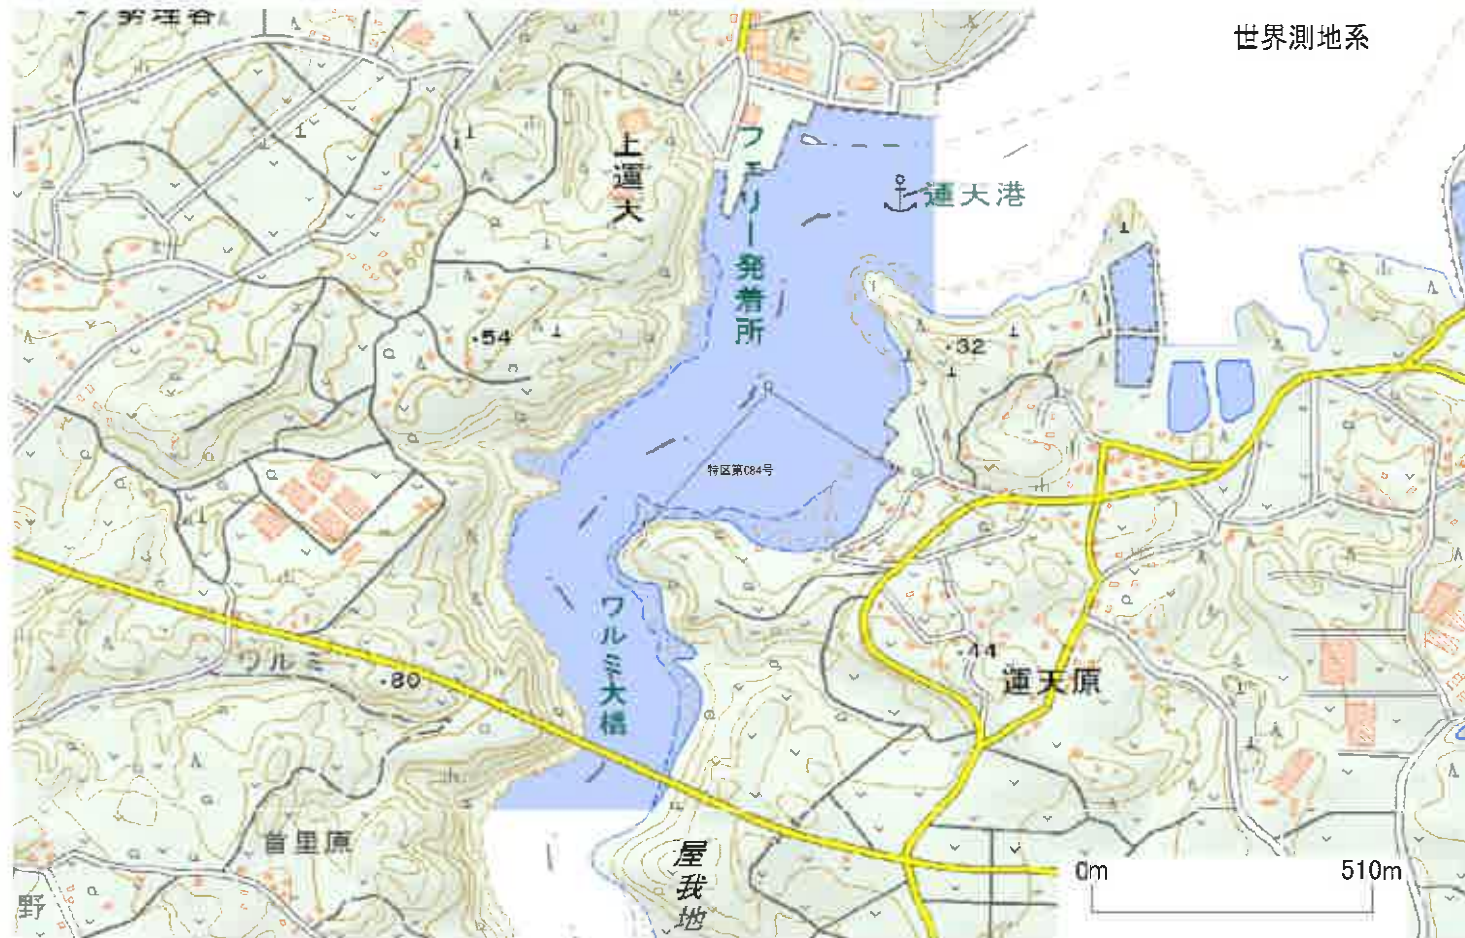 世界測地系
上運天
フェリー発着所
運天港
54
32
60
特区第684号
ワルミ大橋
ワルミ
80
44
運天原
首里原
屋我地
野
0m
510m